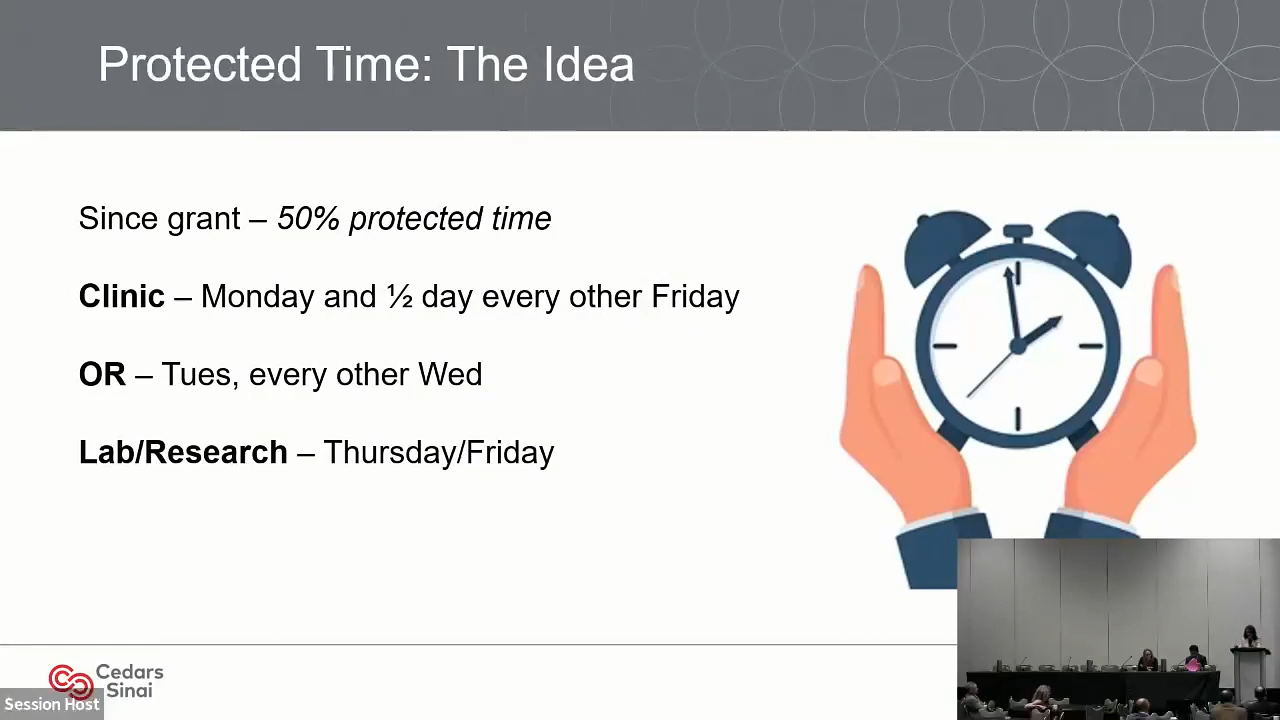 Protected Time: The Idea
Since grant – 50% protected time
Clinic – Monday and ½ day every other Friday
OR – Tues, every other Wed
Lab/Research – Thursday/Friday
Cedars
Sinai
Session Host